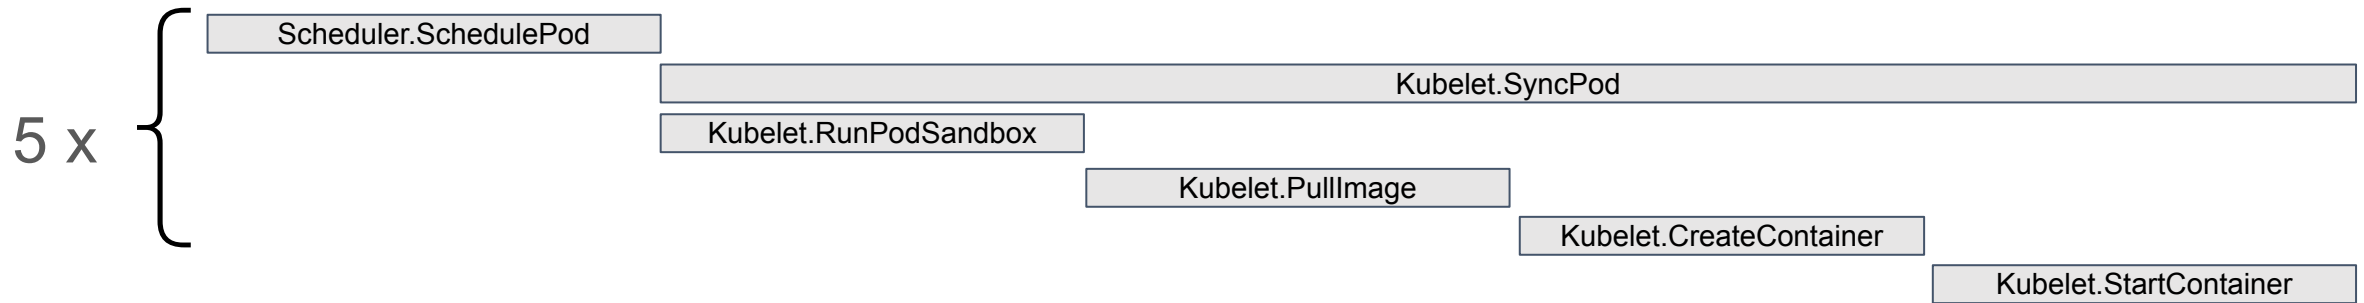 Scheduler.SchedulePod
Kubelet.SyncPod
5 x
Kubelet.RunPodSandbox
Kubelet.PullImage
Kubelet.CreateContainer
Kubelet.StartContainer